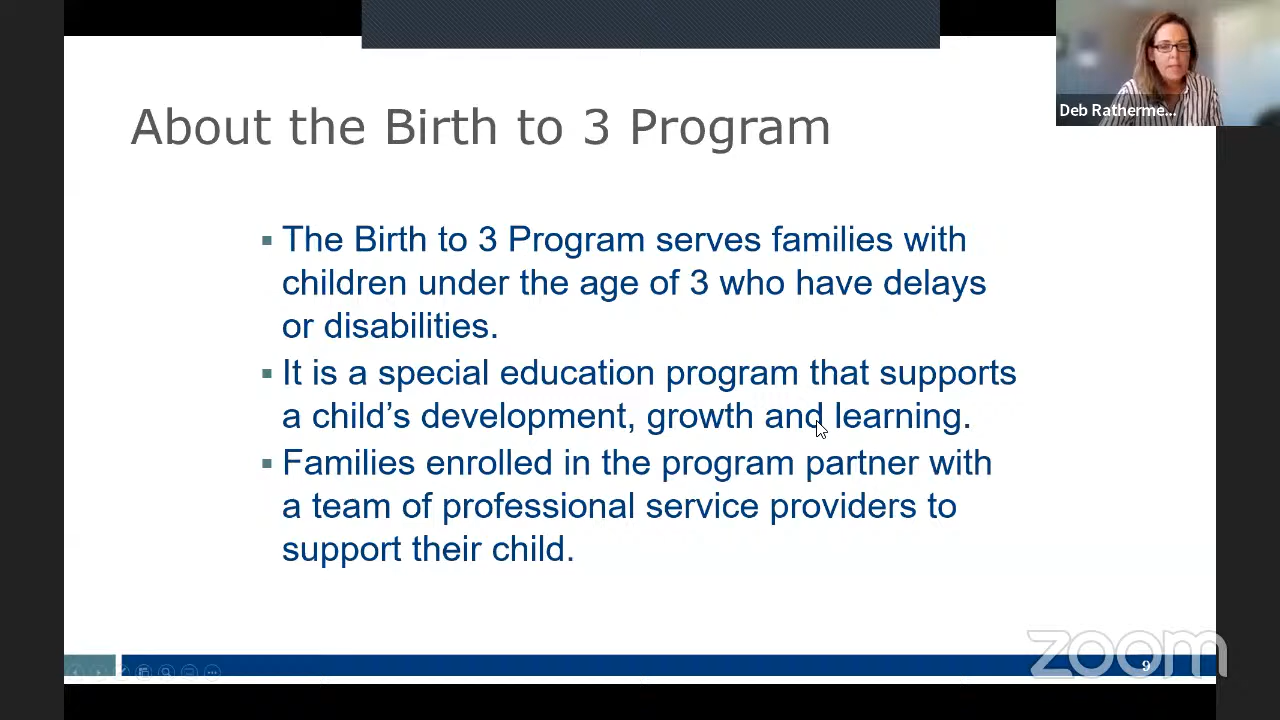 Deb Ratherme...
About the Birth to 3 Program
▪ The Birth to 3 Program serves families with
children under the age of 3 who have delays
or disabilities.
▪ It is a special education program that supports
a child’s development, growth and learning.
▪ Families enrolled in the program partner with
a team of professional service providers to
support their child.
zoom
9